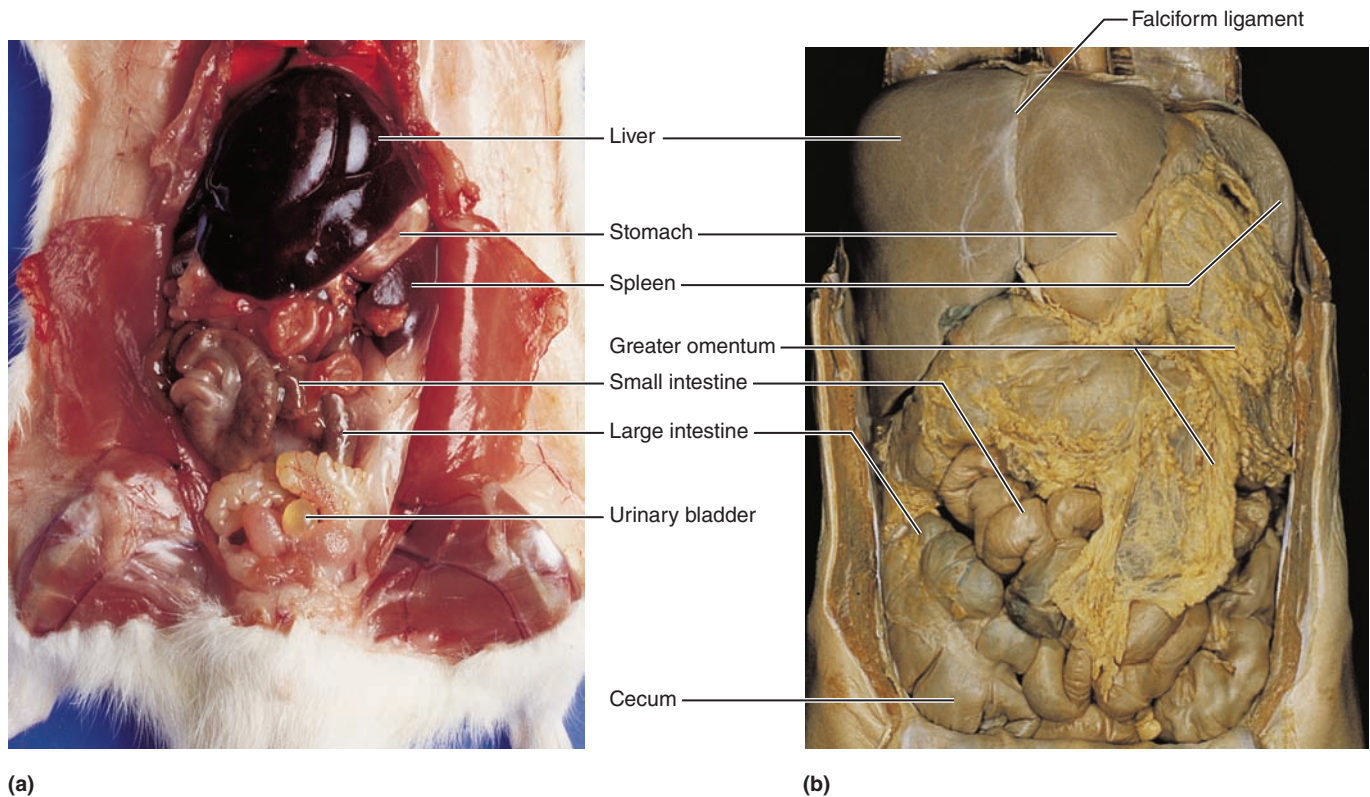 Falciform ligament
Liver
Stomach
Spleen
Greater omentum
Small intestine
Large intestine
Urinary bladder
Cecum
(a)
(b)